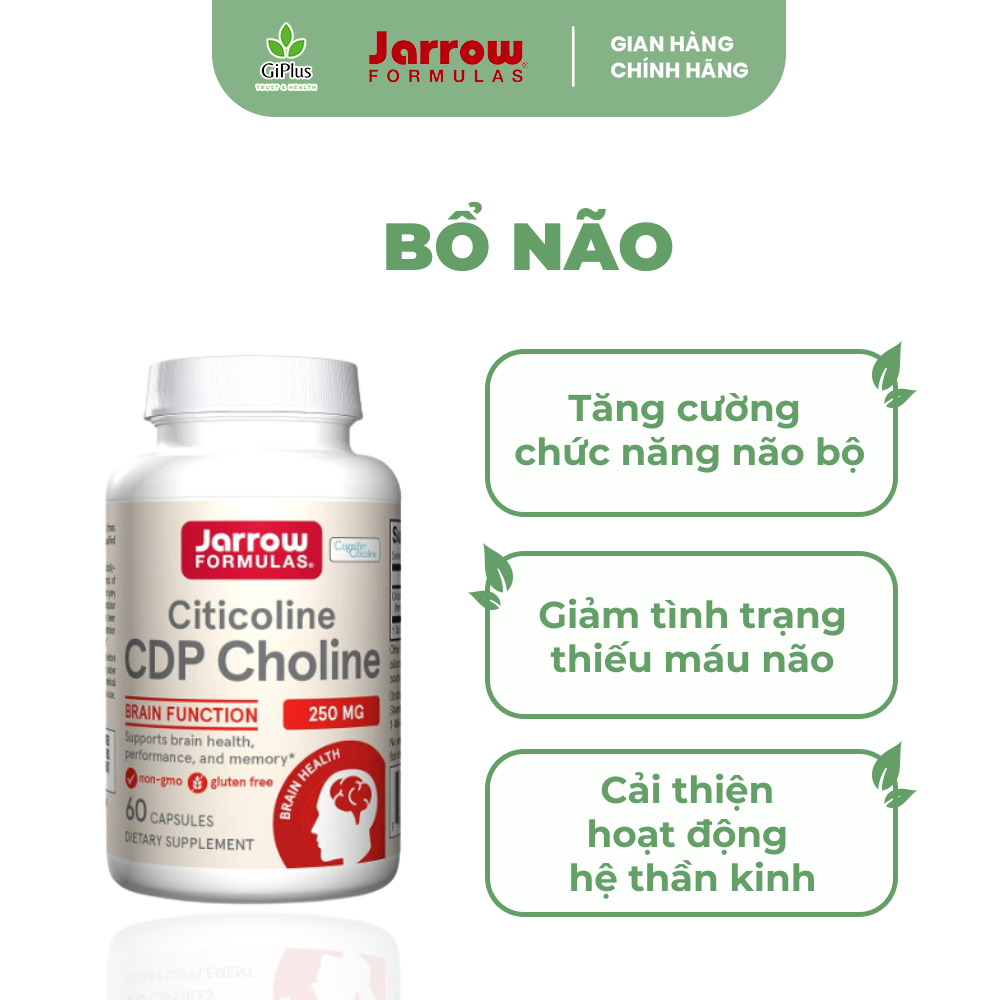 GiPlus
TRUST & HEALTH
Jarrow
FORMULAS
GIAN HÀNG
CHÍNH HÃNG
BỔ NÃO
Jarrow
FORMULAS®
Cognizin
Citicoline
Citicoline
CDP Choline
BRAIN FUNCTION
250 MG
Supports brain health,
performance, and memory*
non-gmo
gluten free
BRAIN HEALTH
60 CAPSULES
DIETARY SUPPLEMENT
Tăng cường
chức năng não bộ
Giảm tình trạng
thiếu máu não
Cải thiện
hoạt động
hệ thần kinh